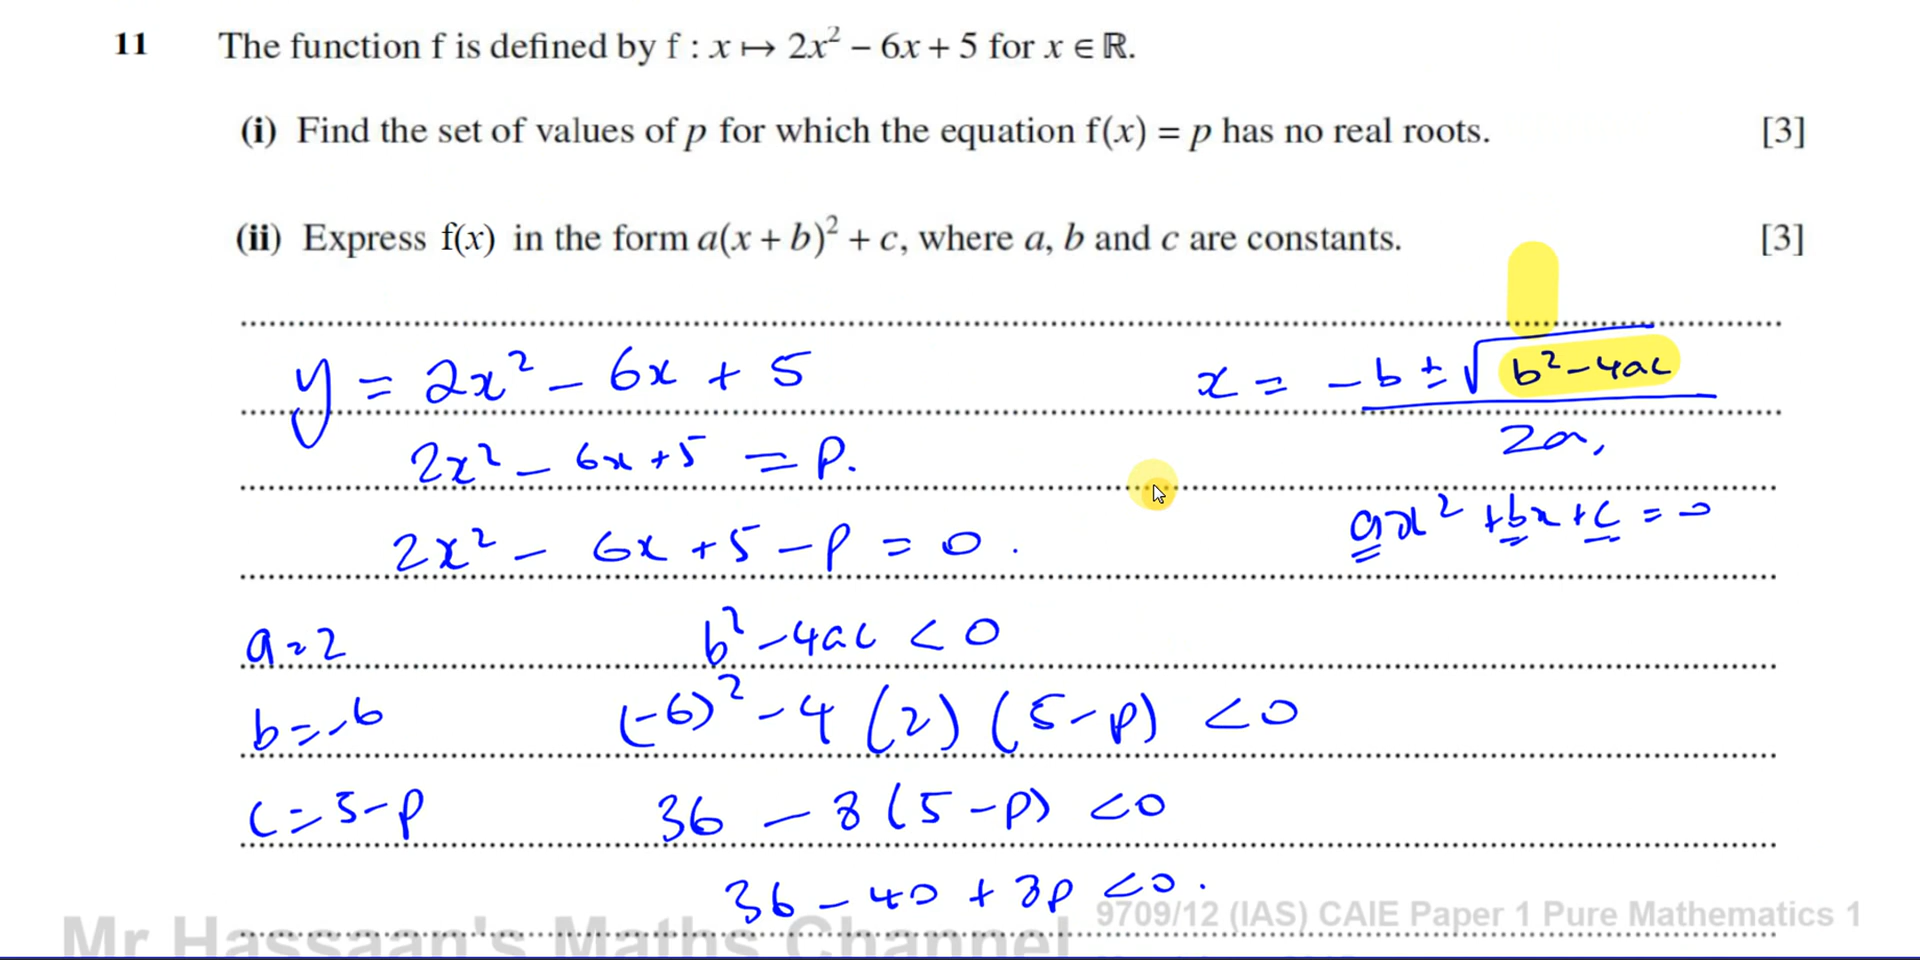 11 The function f is defined by f : x ↦ 2x² − 6x + 5 for x ∈ ℝ.
(i) Find the set of values of p for which the equation f(x) = p has no real roots. [3]
(ii) Express f(x) in the form a(x + b)² + c, where a, b and c are constants. [3]
y = 2x² − 6x + 5
x = −b ± √(b² − 4ac) / 2a,
2x² − 6x + 5 = p.
2x² − 6x + 5 − p = 0.
ax² + bx + c = 0
a = 2
b² − 4ac < 0
b = −6
(−6)² − 4 (2) (5 − p) < 0
c = 5 − p
36 − 8 (5 − p) < 0
36 − 40 + 8p < 0.
9709/12 (IAS) CAIE Paper 1 Pure Mathematics 1
Mr Hassaan's Maths Channel